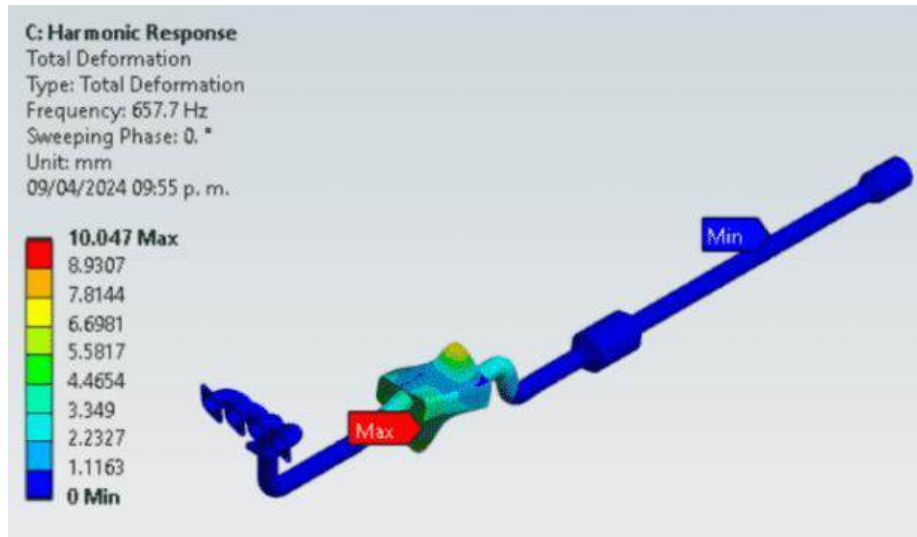 C: Harmonic Response
Total Deformation
Type: Total Deformation
Frequency: 657.7 Hz
Sweeping Phase: 0. °
Unit: mm
09/04/2024 09:55 p. m.
10.047 Max
8.9307
7.8144
6.6981
5.5817
4.4654
3.349
2.2327
1.1163
0 Min
Min
Max